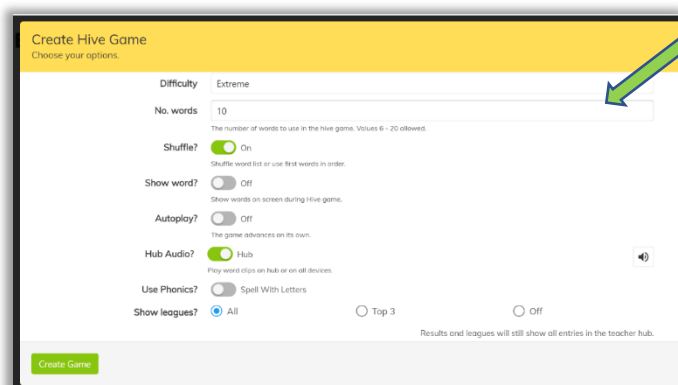 Create Hive Game
Choose your options.
Difficulty Extreme
No. words 10
The number of words to use in the hive game. Values 6 - 20 allowed.
Shuffle? On
Shuffle word list or use first words in order.
Show word? Off
Show words on screen during Hive game.
Autoplay? Off
The game advances on its own.
Hub Audio? Hub
Play word clips on hub or on all devices.
Use Phonics? Spell With Letters
Show leagues? All Top 3 Off
Results and leagues will still show all entries in the teacher hub.
Create Game